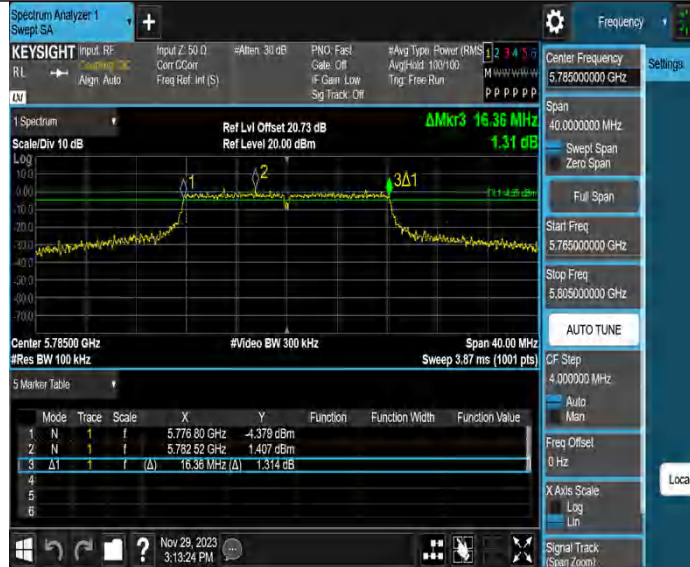 Spectrum Analyzer 1
Swept SA
+
Frequency
KEYSIGHT
RL
Input: RF
Align: Auto
Input Z: 50 Ω
Corr CCorr
Freq Ref: Int (S)
#Atten: 30 dB
PNO: Fast
Gate: Off
IF Gain: Low
Sig Track: Off
#Avg Type: Power (RMS
Avg|Hold: 100/100
Trig: Free Run
1 2 3 4 5 6
M W W W W W
P P P P P P
LXI
1 Spectrum
Scale/Div 10 dB
Ref Lvl Offset 20.73 dB
Ref Level 20.00 dBm
ΔMkr3 16.36 MHz
1.31 dB
Log
10.0
0.00
-10.0
-20.0
-30.0
-40.0
-50.0
-60.0
-70.0
1
2
3Δ1
Center 5.78500 GHz
#Res BW 100 kHz
#Video BW 300 kHz
Span 40.00 MHz
Sweep 3.87 ms (1001 pts)
5 Marker Table
Mode Trace Scale X Y Function Function Width Function Value
1 N 1 f 5.776 80 GHz -4.379 dBm
2 N 1 f 5.782 52 GHz 1.407 dBm
3 Δ1 1 f (Δ) 16.36 MHz (Δ) 1.314 dB
4
5
6
?
Nov 29, 2023
3:13:24 PM
Center Frequency
5.785000000 GHz
Settings
Span
40.0000000 MHz
Swept Span
Zero Span
Full Span
Start Freq
5.765000000 GHz
Stop Freq
5.805000000 GHz
AUTO TUNE
CF Step
4.000000 MHz
Auto
Man
Freq Offset
0 Hz
X Axis Scale
Log
Lin
Loca
Signal Track
(Span Zoom)